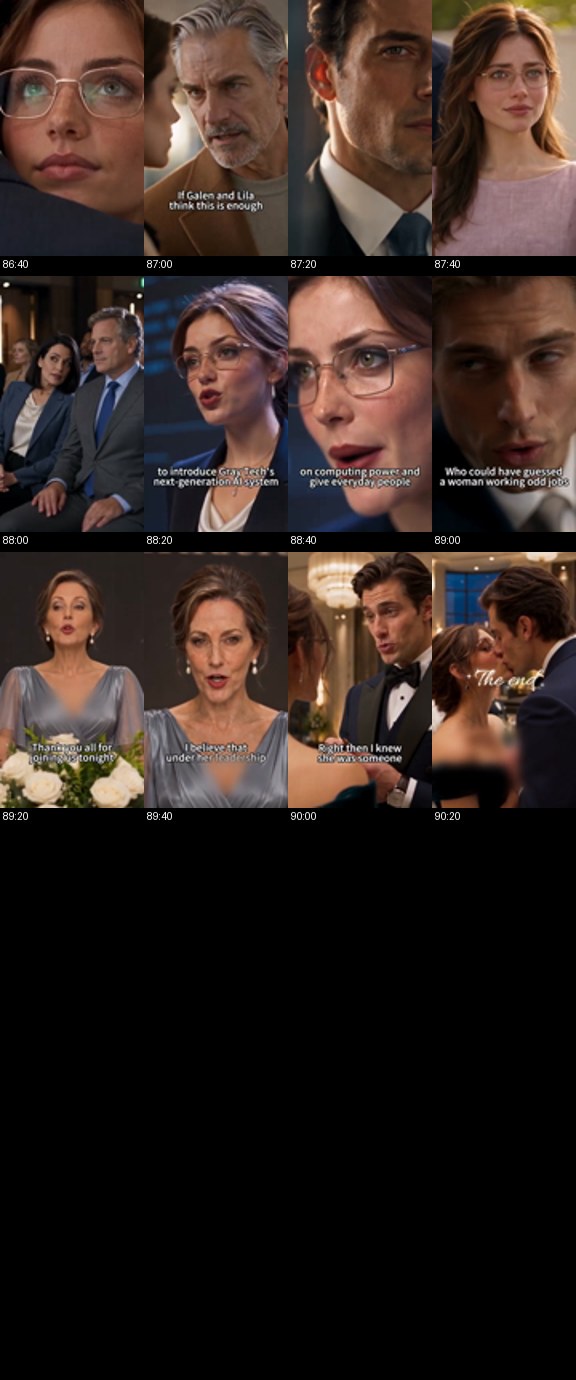 If Galen and Lila
think this is enough
86:40
87:00
87:20
87:40
to introduce Gray Tech's
next-generation AI system
on computing power and
give everyday people
Who could have guessed
a woman working odd jobs
88:00
88:20
88:40
89:00
Thank you all for
joining us tonight
I believe that
under her leadership
Right then I knew
she was someone
The end
89:20
89:40
90:00
90:20